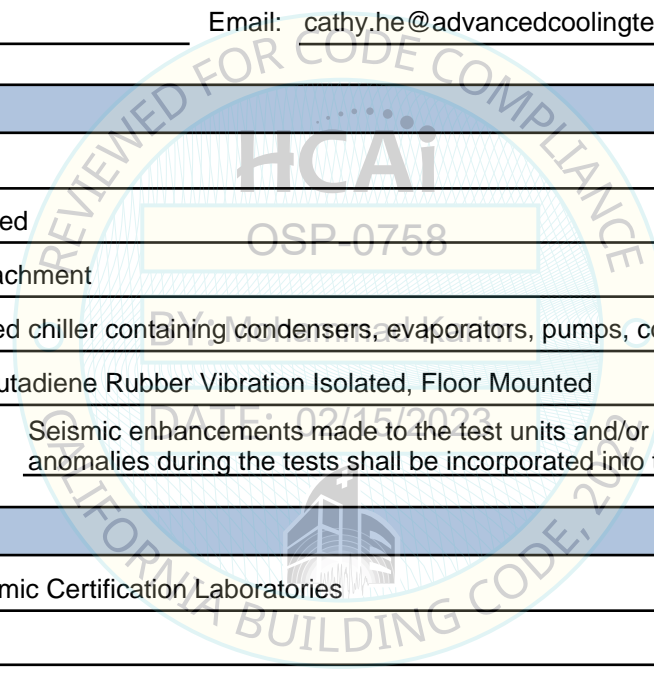 Email: cathy.he@advancedcoolingte
REVIEWED FOR CODE COMPLIANCE
HCAi
ed
OSP-0758
achment
ed chiller containing condensers, evaporators, pumps, co
BY: Mohammad Karim
utadiene Rubber Vibration Isolated, Floor Mounted
DATE: 02/15/2023
Seismic enhancements made to the test units and/or
anomalies during the tests shall be incorporated into t
mic Certification Laboratories
CALIFORNIA BUILDING CODE, 2022